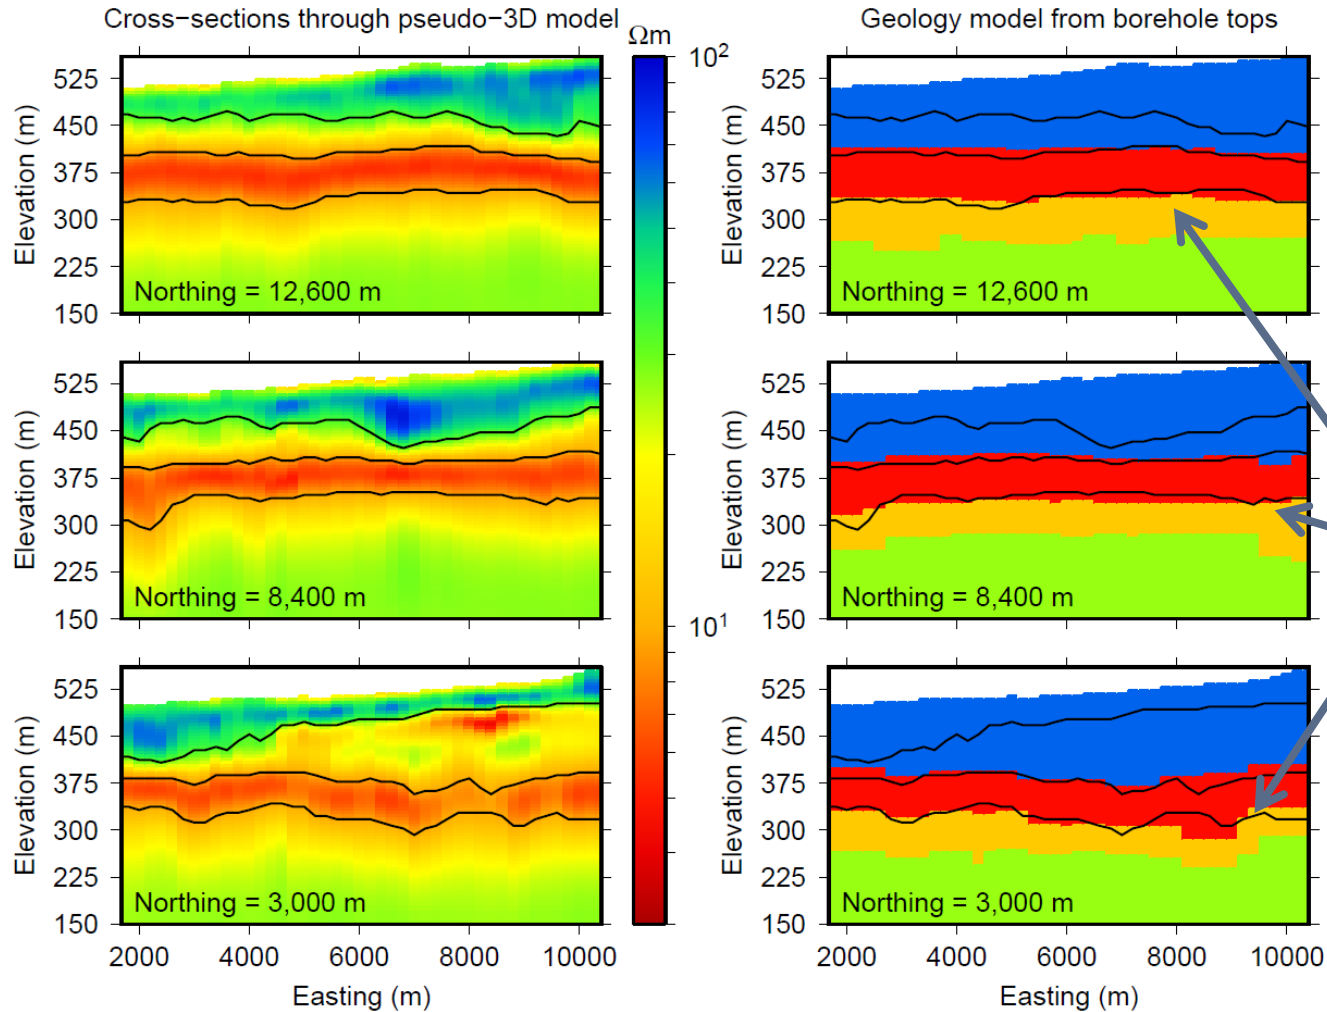 Cross−sections through pseudo−3D model
Geology model from borehole tops
Ωm
10²
10¹
Elevation (m)
525
450
375
300
225
150
Northing = 12,600 m
Elevation (m)
525
450
375
300
225
150
Northing = 12,600 m
Elevation (m)
525
450
375
300
225
150
Northing = 8,400 m
Elevation (m)
525
450
375
300
225
150
Northing = 8,400 m
Elevation (m)
525
450
375
300
225
150
Northing = 3,000 m
2000 4000 6000 8000 10000
Easting (m)
Elevation (m)
525
450
375
300
225
150
Northing = 3,000 m
2000 4000 6000 8000 10000
Easting (m)